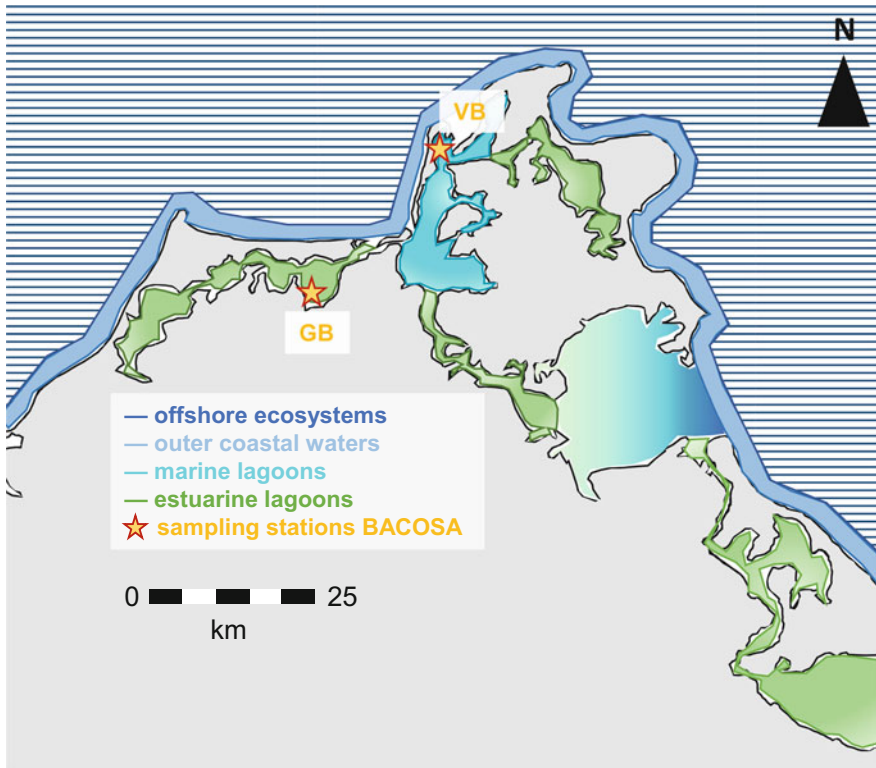 N
VB
GB
offshore ecosystems
outer coastal waters
marine lagoons
estuarine lagoons
sampling stations BACOSA
0 25
km